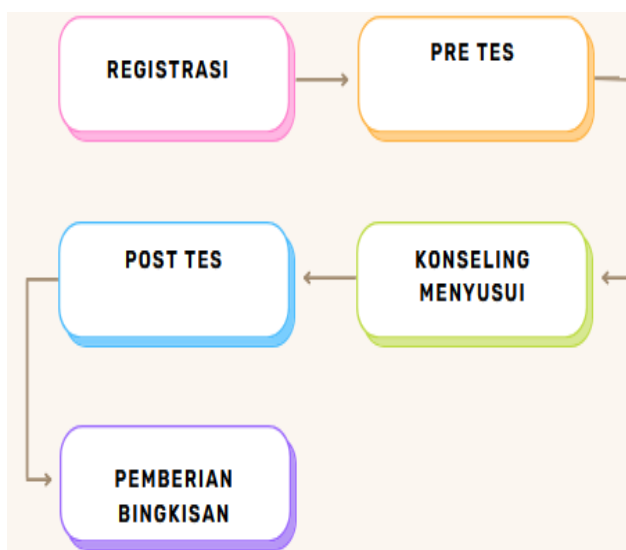 REGISTRASI
PRE TES
KONSELING
MENYUSUI
POST TES
PEMBERIAN
BINGKISAN